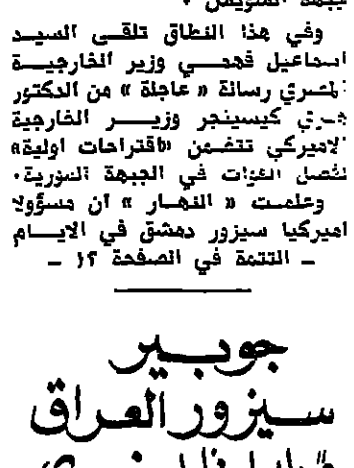 جبهة السويس .
وفي هذا النطاق تلقى السيد
اسماعيل فهمي وزير الخارجية
المصري رسالة « عاجلة » من الدكتور
هنري كيسينجر وزير الخارجية
الاميركي تتضمن «اقتراحات اولية»
لفصل القوات في الجبهة السورية .
وعلمت « النهار » ان مسؤولا
اميركيا سيزور دمشق في الايام
ـ التتمة في الصفحة ١٢ ـ
جوبير
سيزور العراق